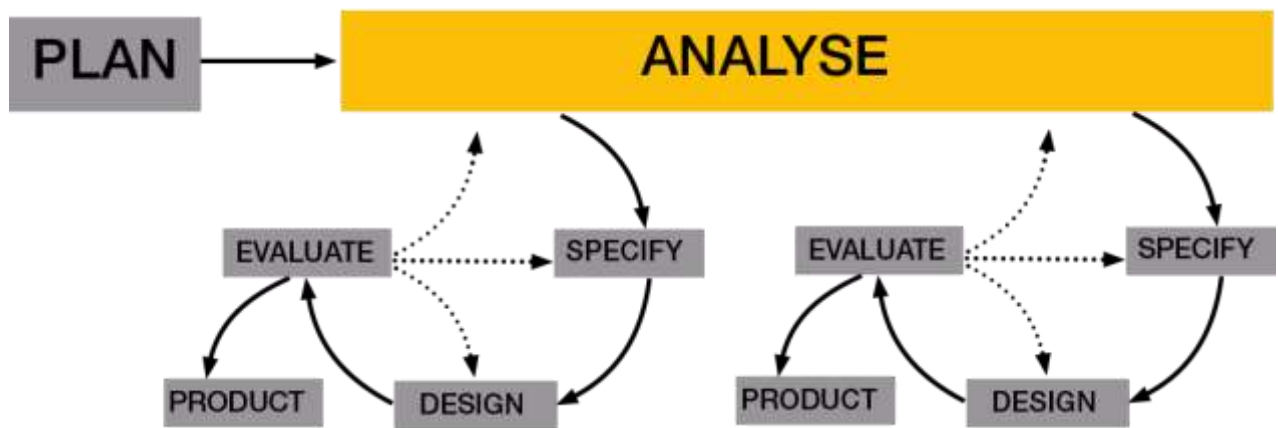 PLAN
ANALYSE
EVALUATE
SPECIFY
PRODUCT
DESIGN
EVALUATE
SPECIFY
PRODUCT
DESIGN